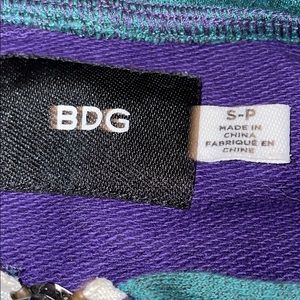 BDG
S-P
MADE IN
CHINA
FABRIQUÉ EN
CHINE